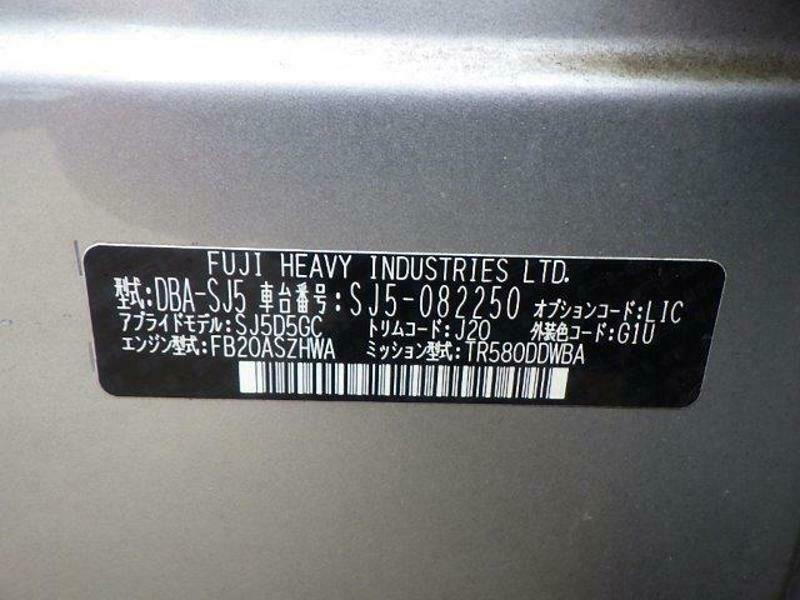 FUJI HEAVY INDUSTRIES LTD.
型式:DBA-SJ5 車台番号:SJ5-082250 オプションコード:LIC
アプライドモデル:SJ5D5GC トリムコード:J20 外装色コード:G1U
エンジン型式:FB20ASZHWA ミッション型式:TR580DDWBA